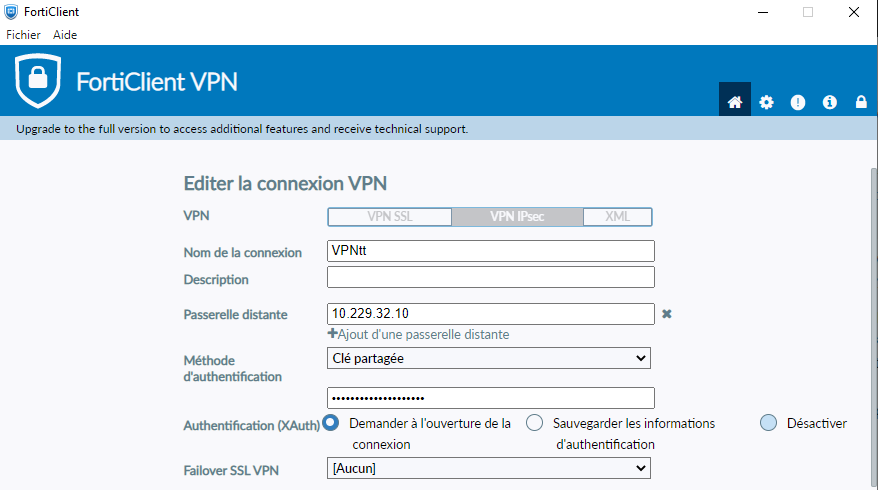 FortiClient
Fichier Aide
FortiClient VPN
Upgrade to the full version to access additional features and receive technical support.
Editer la connexion VPN
VPN VPN SSL VPN IPsec XML
Nom de la connexion VPNtt
Description
Passerelle distante 10.229.32.10
+Ajout d'une passerelle distante
Méthode d'authentification Clé partagée
••••••••••••••••••••
Authentification (XAuth) Demander à l'ouverture de la connexion Sauvegarder les informations d'authentification Désactiver
Failover SSL VPN [Aucun]